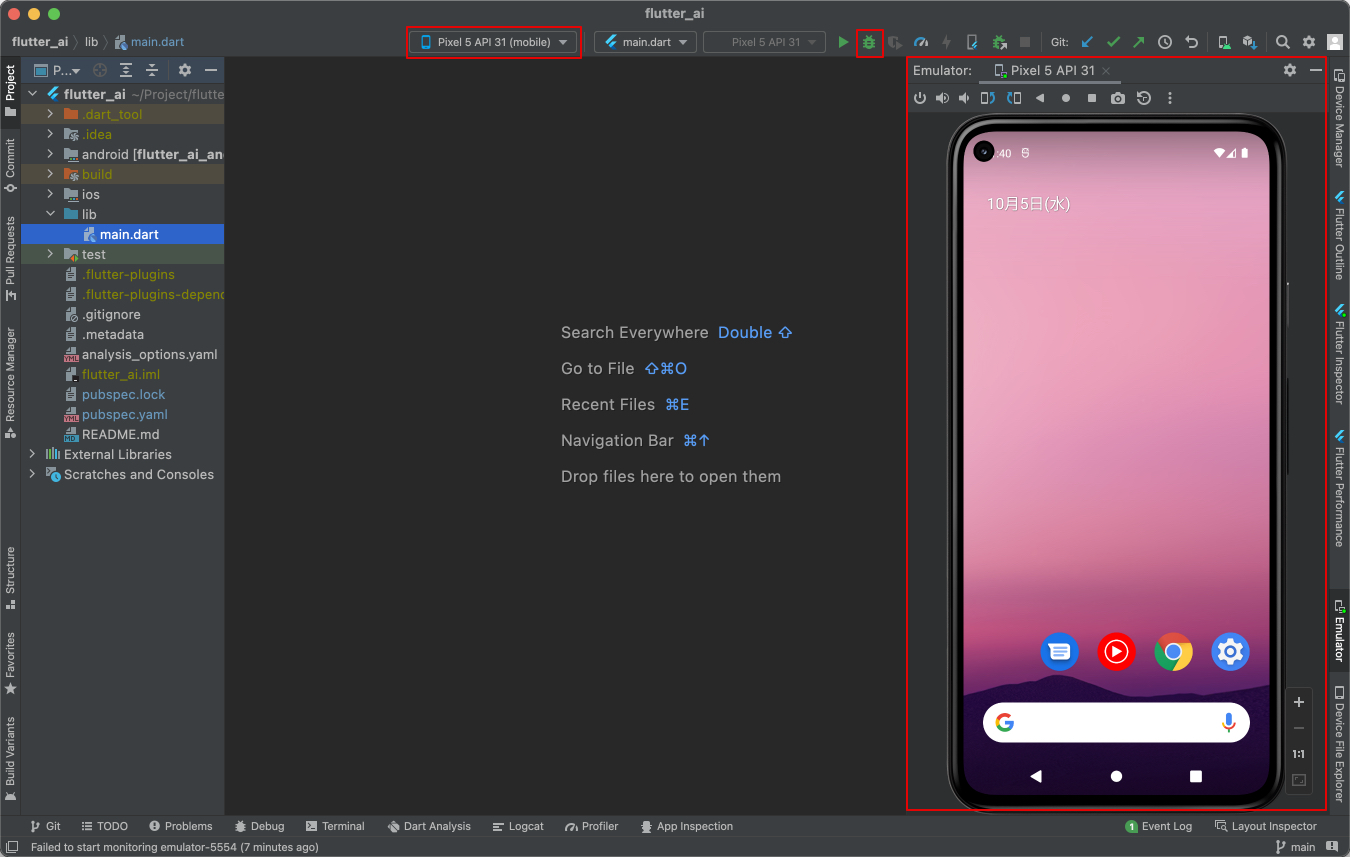 flutter_ai
flutter_ai
lib
main.dart
Pixel 5 API 31 (mobile)
main.dart
Pixel 5 API 31
Git:
P...
flutter_ai ~/Project/flutter
.dart_tool
.idea
android [flutter_ai_an
build
ios
lib
main.dart
test
.flutter-plugins
.flutter-plugins-depend
.gitignore
.metadata
analysis_options.yaml
flutter_ai.iml
pubspec.lock
pubspec.yaml
README.md
External Libraries
Scratches and Consoles
Project
Commit
Pull Requests
Resource Manager
Structure
Favorites
Build Variants
Search Everywhere Double ⇧
Go to File ⇧⌘O
Recent Files ⌘E
Navigation Bar ⌘↑
Drop files here to open them
Emulator:
Pixel 5 API 31
:40
10月5日(水)
1:1
Device Manager
Flutter Outline
Flutter Inspector
Flutter Performance
Emulator
Device File Explorer
Git
TODO
Problems
Debug
Terminal
Dart Analysis
Logcat
Profiler
App Inspection
1 Event Log
Layout Inspector
Failed to start monitoring emulator-5554 (7 minutes ago)
main